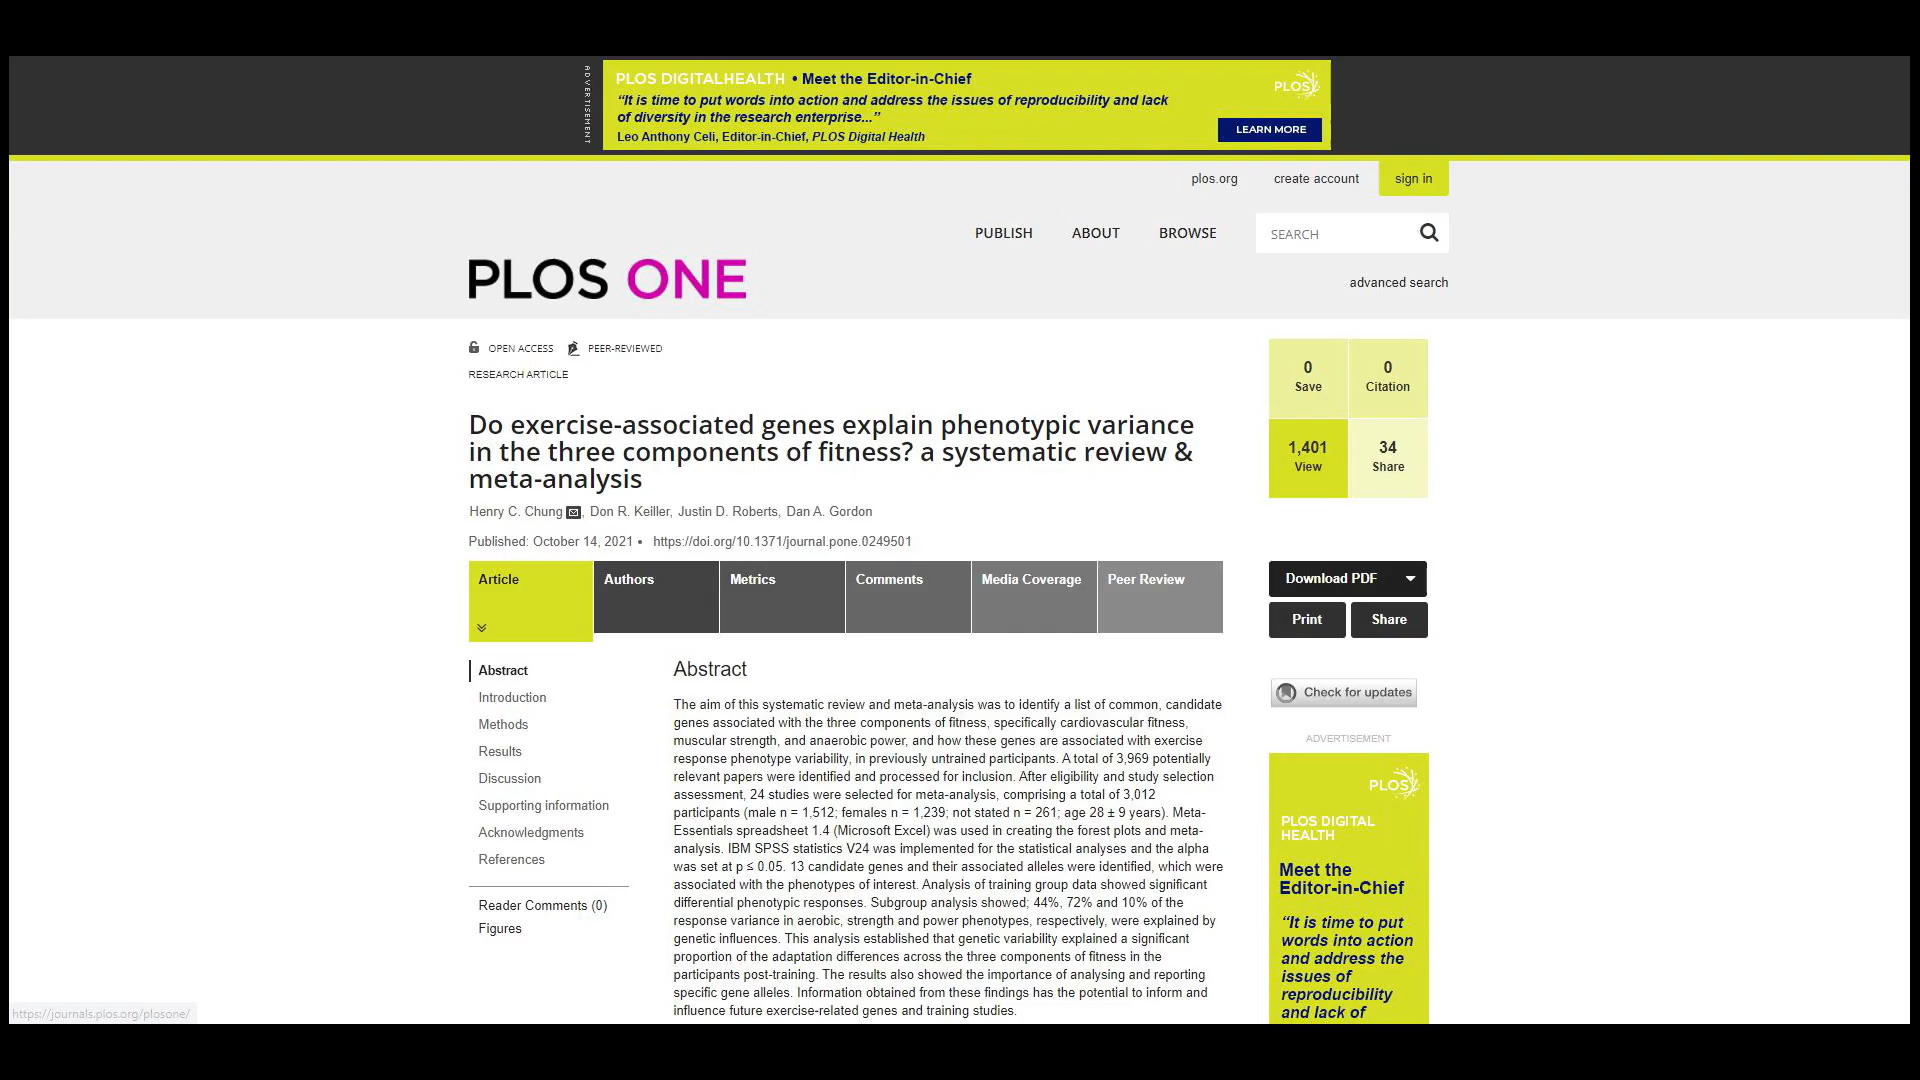 ADVERTISEMENT
PLOS DIGITALHEALTH • Meet the Editor-in-Chief
“It is time to put words into action and address the issues of reproducibility and lack
of diversity in the research enterprise...”
Leo Anthony Celi, Editor-in-Chief, PLOS Digital Health
PLOS
LEARN MORE
plos.org
create account
sign in
PUBLISH
ABOUT
BROWSE
SEARCH
PLOS ONE
advanced search
OPEN ACCESS
PEER-REVIEWED
RESEARCH ARTICLE
Do exercise-associated genes explain phenotypic variance
in the three components of fitness? a systematic review &
meta-analysis
Henry C. Chung, Don R. Keiller, Justin D. Roberts, Dan A. Gordon
Published: October 14, 2021 • https://doi.org/10.1371/journal.pone.0249501
0
Save
0
Citation
1,401
View
34
Share
Article
Authors
Metrics
Comments
Media Coverage
Peer Review
Download PDF
Print
Share
Abstract
Introduction
Methods
Results
Discussion
Supporting information
Acknowledgments
References
Reader Comments (0)
Figures
Abstract
The aim of this systematic review and meta-analysis was to identify a list of common, candidate
genes associated with the three components of fitness, specifically cardiovascular fitness,
muscular strength, and anaerobic power, and how these genes are associated with exercise
response phenotype variability, in previously untrained participants. A total of 3,969 potentially
relevant papers were identified and processed for inclusion. After eligibility and study selection
assessment, 24 studies were selected for meta-analysis, comprising a total of 3,012
participants (male n = 1,512; females n = 1,239; not stated n = 261; age 28 ± 9 years). Meta-
Essentials spreadsheet 1.4 (Microsoft Excel) was used in creating the forest plots and meta-
analysis. IBM SPSS statistics V24 was implemented for the statistical analyses and the alpha
was set at p ≤ 0.05. 13 candidate genes and their associated alleles were identified, which were
associated with the phenotypes of interest. Analysis of training group data showed significant
differential phenotypic responses. Subgroup analysis showed; 44%, 72% and 10% of the
response variance in aerobic, strength and power phenotypes, respectively, were explained by
genetic influences. This analysis established that genetic variability explained a significant
proportion of the adaptation differences across the three components of fitness in the
participants post-training. The results also showed the importance of analysing and reporting
specific gene alleles. Information obtained from these findings has the potential to inform and
influence future exercise-related genes and training studies.
Check for updates
ADVERTISEMENT
PLOS
PLOS DIGITAL
HEALTH
Meet the
Editor-in-Chief
“It is time to put
words into action
and address the
issues of
reproducibility
and lack of
https://journals.plos.org/plosone/